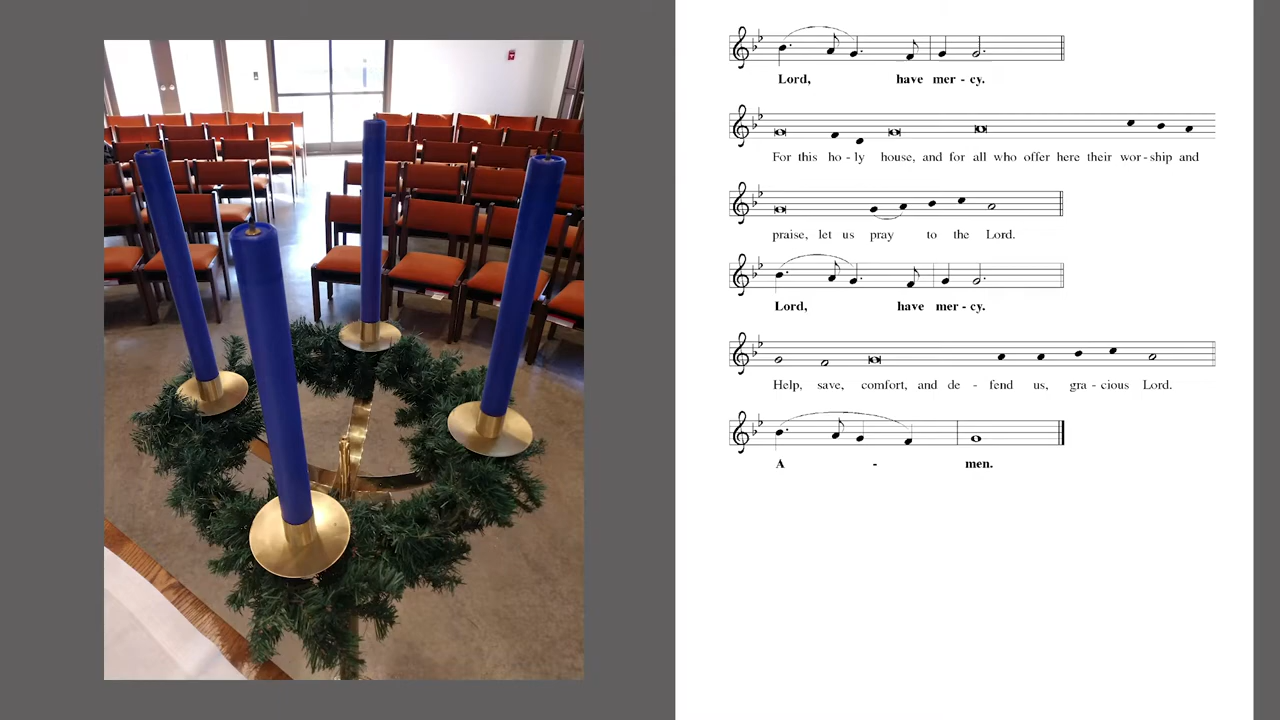 Lord, have mer - cy.
For this ho - ly house, and for all who offer here their wor - ship and
praise, let us pray to the Lord.
Lord, have mer - cy.
Help, save, comfort, and de - fend us, gra - cious Lord.
A - men.